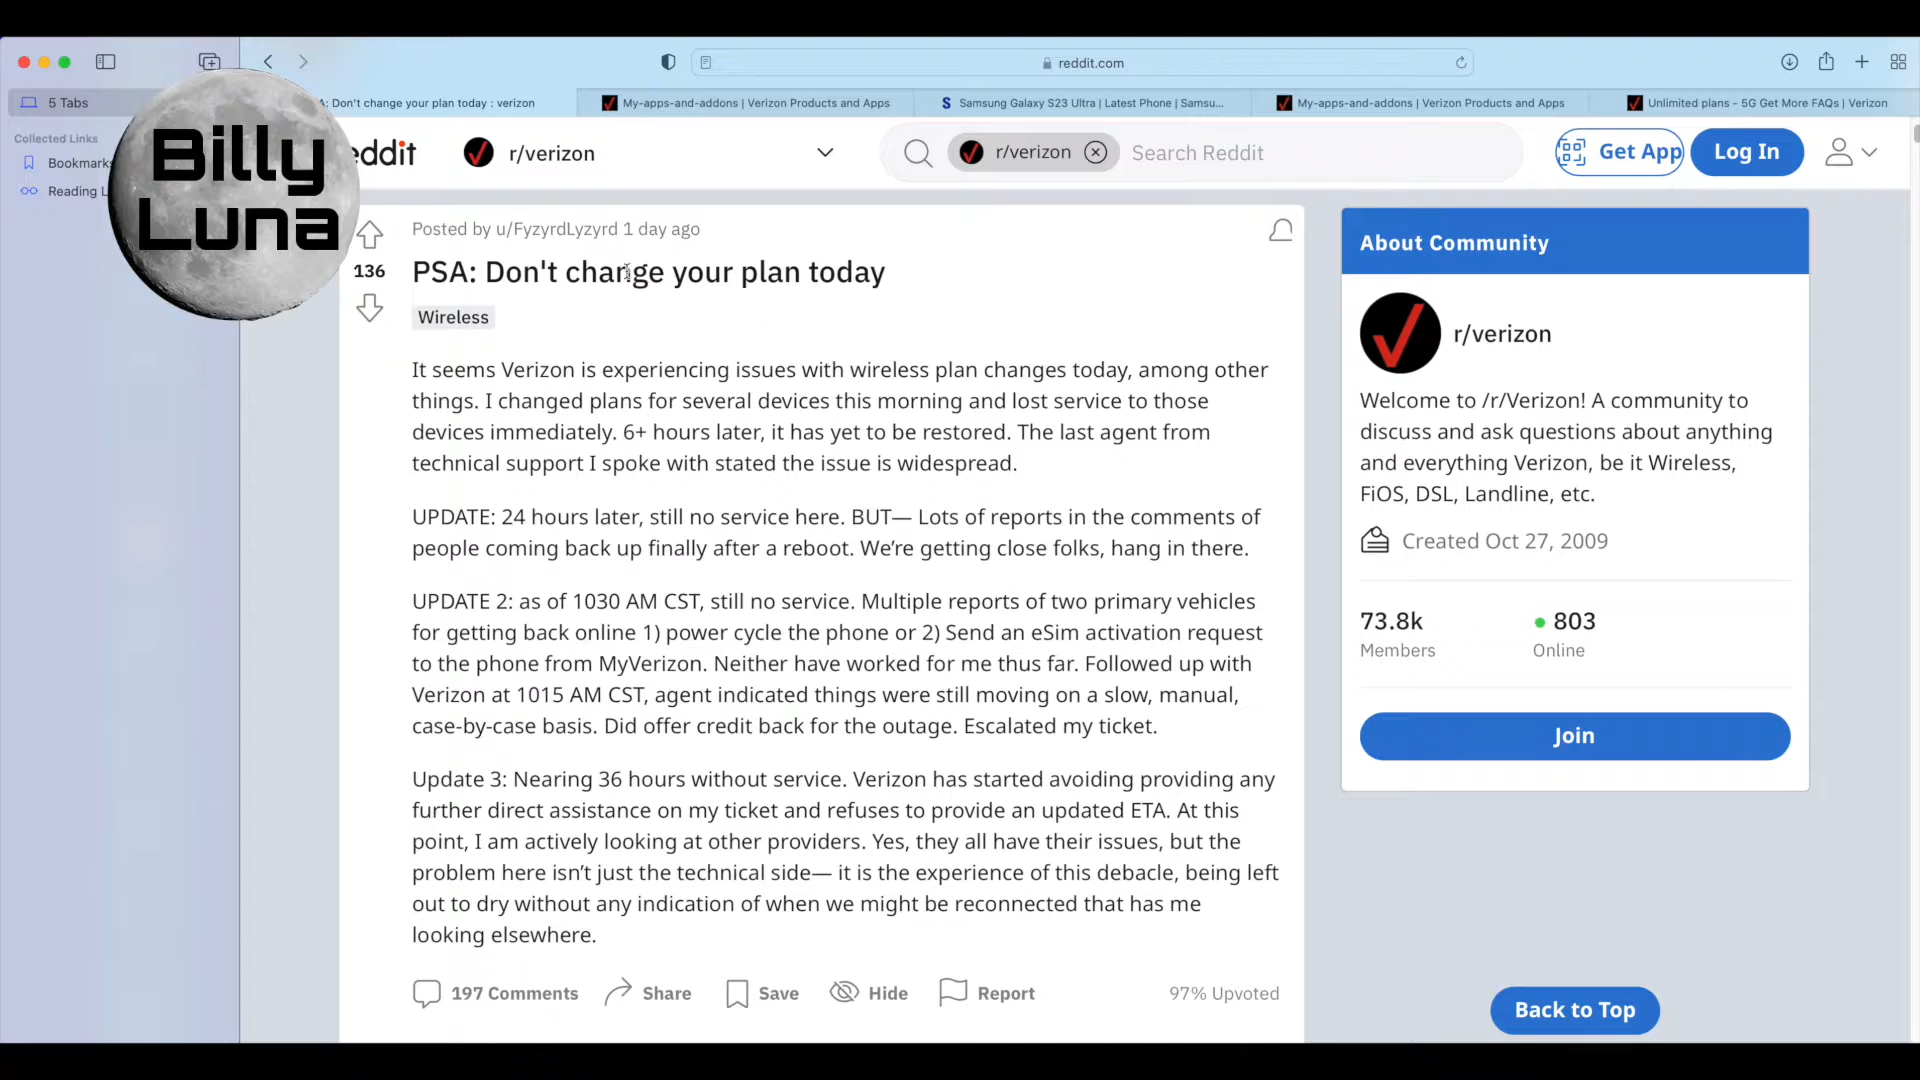 reddit.com
5 Tabs
A: Don't change your plan today : verizon
My-apps-and-addons | Verizon Products and Apps
Samsung Galaxy S23 Ultra | Latest Phone | Samsu...
My-apps-and-addons | Verizon Products and Apps
Unlimited plans - 5G Get More FAQs | Verizon
Collected Links
Bookmarks
Reading L
Billy
Luna
eddit
r/verizon
r/verizon
Search Reddit
Get App
Log In
Posted by u/FyzyrdLyzyrd 1 day ago
136
PSA: Don't change your plan today
Wireless
It seems Verizon is experiencing issues with wireless plan changes today, among other
things. I changed plans for several devices this morning and lost service to those
devices immediately. 6+ hours later, it has yet to be restored. The last agent from
technical support I spoke with stated the issue is widespread.
UPDATE: 24 hours later, still no service here. BUT— Lots of reports in the comments of
people coming back up finally after a reboot. We’re getting close folks, hang in there.
UPDATE 2: as of 1030 AM CST, still no service. Multiple reports of two primary vehicles
for getting back online 1) power cycle the phone or 2) Send an eSim activation request
to the phone from MyVerizon. Neither have worked for me thus far. Followed up with
Verizon at 1015 AM CST, agent indicated things were still moving on a slow, manual,
case-by-case basis. Did offer credit back for the outage. Escalated my ticket.
Update 3: Nearing 36 hours without service. Verizon has started avoiding providing any
further direct assistance on my ticket and refuses to provide an updated ETA. At this
point, I am actively looking at other providers. Yes, they all have their issues, but the
problem here isn’t just the technical side— it is the experience of this debacle, being left
out to dry without any indication of when we might be reconnected that has me
looking elsewhere.
197 Comments
Share
Save
Hide
Report
97% Upvoted
About Community
r/verizon
Welcome to /r/Verizon! A community to
discuss and ask questions about anything
and everything Verizon, be it Wireless,
FiOS, DSL, Landline, etc.
Created Oct 27, 2009
73.8k
Members
803
Online
Join
Back to Top